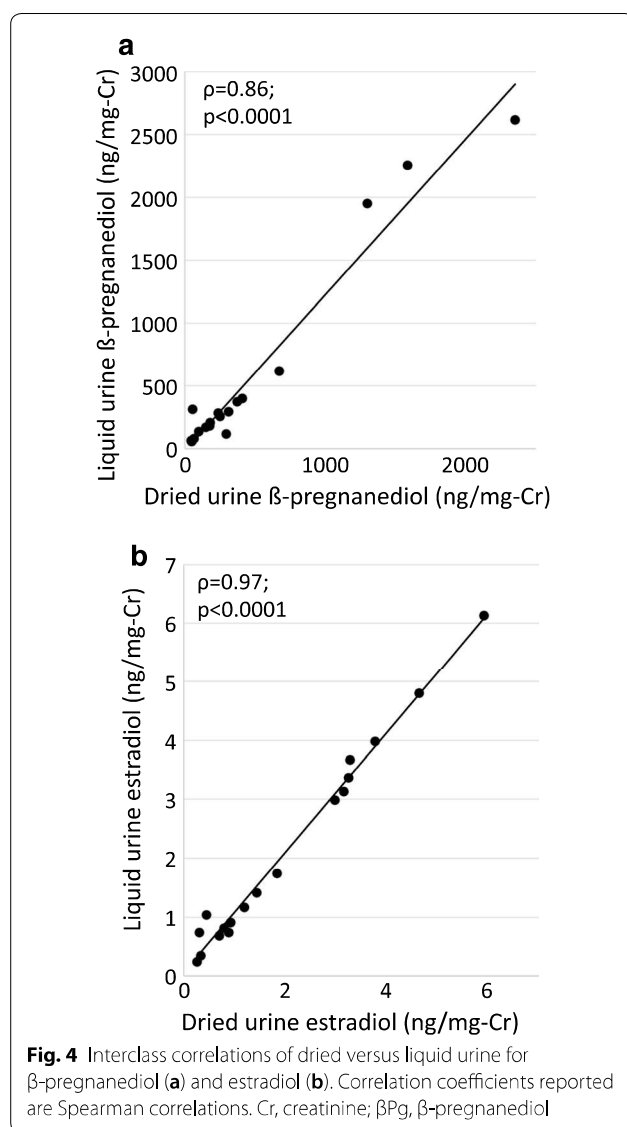 a
ρ=0.86;
p<0.0001
3000
2500
2000
1500
1000
500
0
Liquid urine ß-pregnanediol (ng/mg-Cr)
0 1000 2000
Dried urine ß-pregnanediol (ng/mg-Cr)
b
ρ=0.97;
p<0.0001
7
6
5
4
3
2
1
0
Liquid urine estradiol (ng/mg-Cr)
0 2 4 6
Dried urine estradiol (ng/mg-Cr)
Fig. 4 Interclass correlations of dried versus liquid urine for
β-pregnanediol (a) and estradiol (b). Correlation coefficients reported
are Spearman correlations. Cr, creatinine; βPg, β-pregnanediol